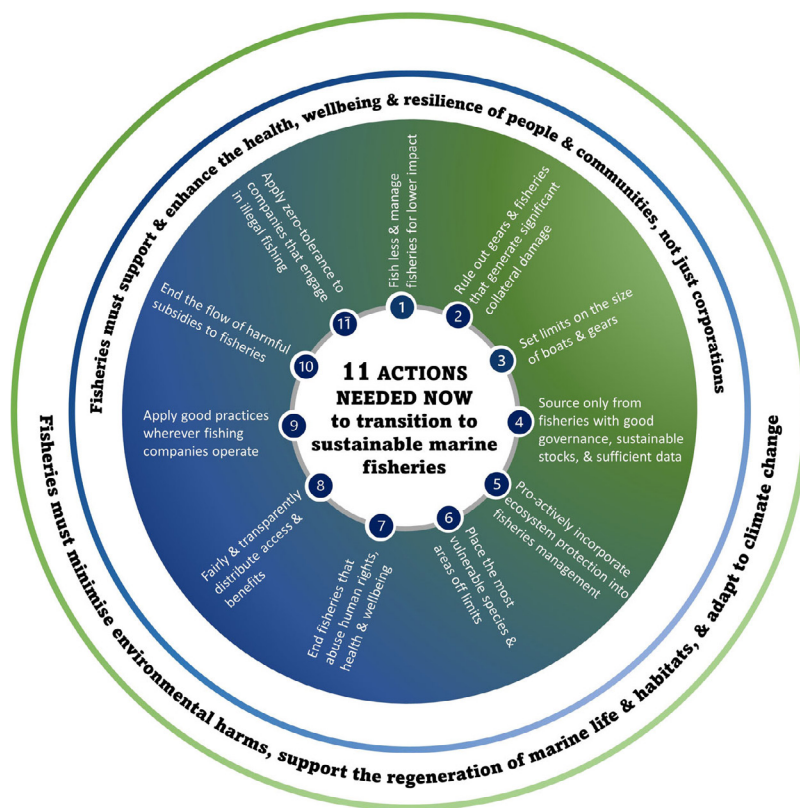 Fisheries must support & enhance the health, wellbeing & resilience of people & communities, not just corporations
Fisheries must minimise environmental harms, support the regeneration of marine life & habitats, & adapt to climate change
11 ACTIONS
NEEDED NOW
to transition to
sustainable marine
fisheries
1
Fish less & manage
fisheries for lower impact
2
Rule out gears & fisheries
that generate significant
collateral damage
3
Set limits on the size
of boats & gears
4
Source only from
fisheries with good
governance, sustainable
stocks, & sufficient data
5
Pro-actively incorporate
ecosystem protection into
fisheries management
6
Place the most
vulnerable species &
areas off limits
7
End fisheries that
abuse human rights,
health & wellbeing
8
Fairly & transparently
distribute access &
benefits
9
Apply good practices
wherever fishing
companies operate
10
End the flow of harmful
subsidies to fisheries
11
Apply zero-tolerance to
companies that engage
in illegal fishing